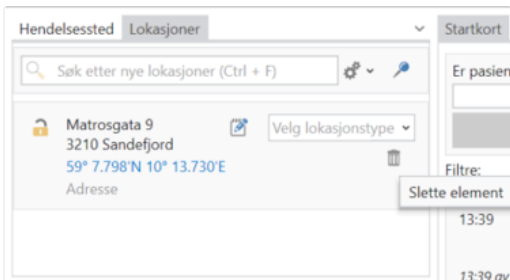 Hendelsessted Lokasjoner
Søk etter nye lokasjoner (Ctrl + F)
Matrosgata 9
Velg lokasjonstype
3210 Sandefjord
59° 7.798'N 10° 13.730'E
Adresse
Slette element
Startkort
Er pasien
Filtre:
13:39
13:39 av